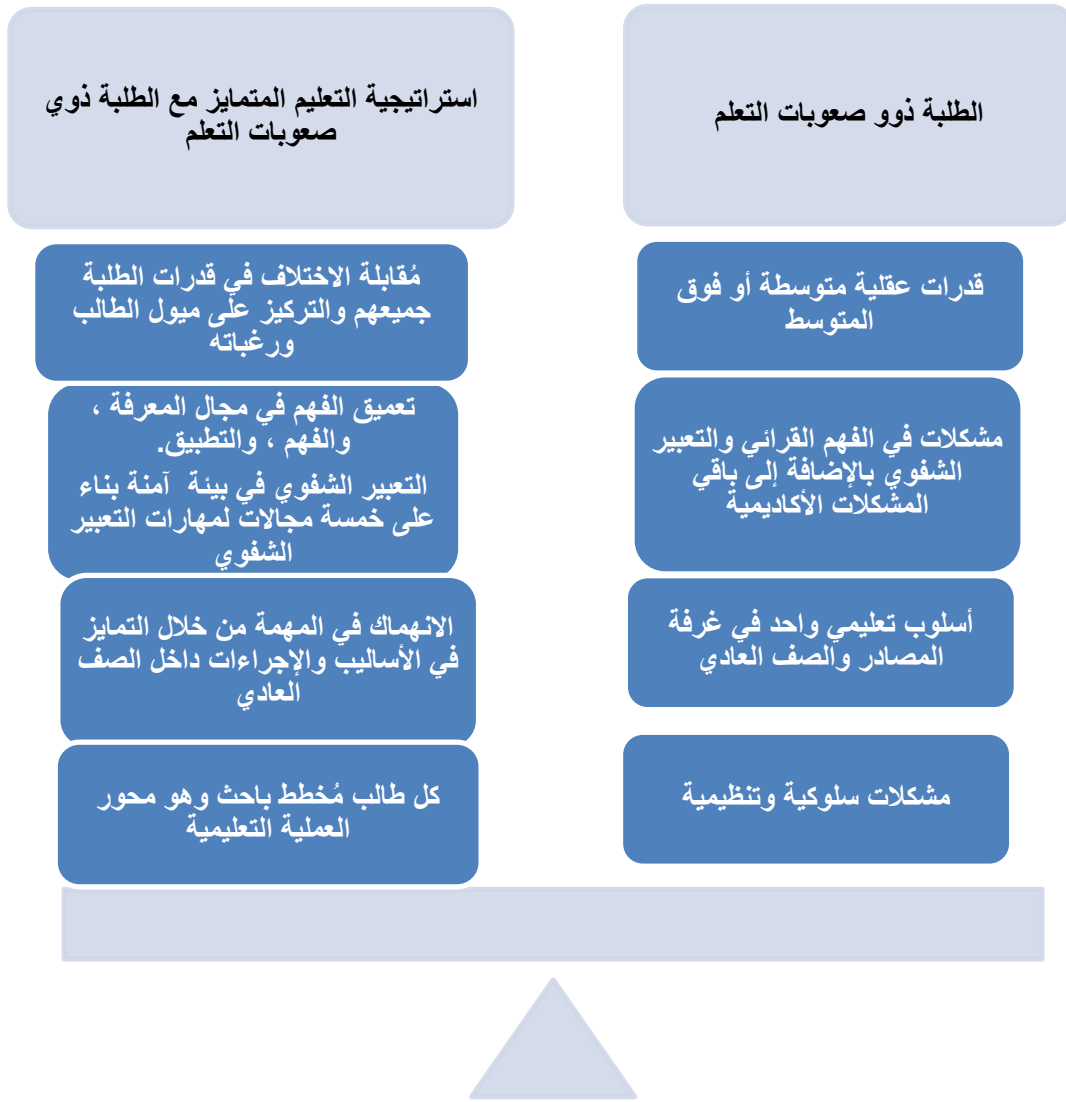 الطلبة ذوو صعوبات التعلم
قدرات عقلية متوسطة أو فوق
المتوسط
مشكلات في الفهم القرائي والتعبير
الشفوي بالإضافة إلى باقي
المشكلات الأكاديمية
أسلوب تعليمي واحد في غرفة
المصادر والصف العادي
مشكلات سلوكية وتنظيمية
استراتيجية التعليم المتمايز مع الطلبة ذوي
صعوبات التعلم
مُقابلة الاختلاف في قدرات الطلبة
جميعهم والتركيز على ميول الطالب
ورغباته
تعميق الفهم في مجال المعرفة ،
والفهم ، والتطبيق.
التعبير الشفوي في بيئة آمنة بناء
على خمسة مجالات لمهارات التعبير
الشفوي
الانهماك في المهمة من خلال التمايز
في الأساليب والإجراءات داخل الصف
العادي
كل طالب مُخطط باحث وهو محور
العملية التعليمية